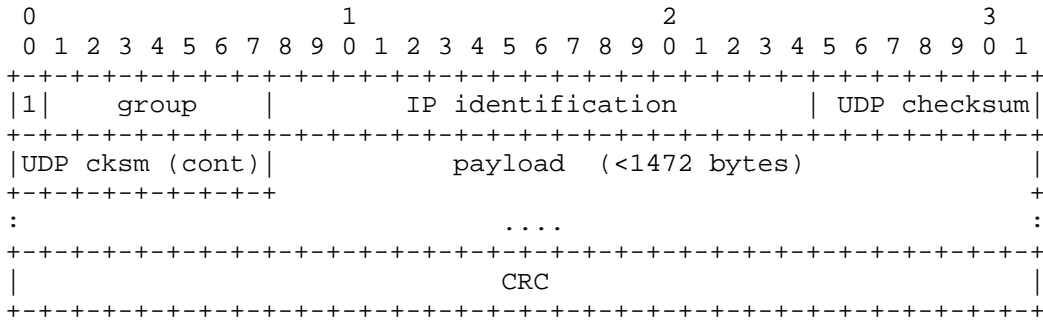 0                   1                   2                   3
 0 1 2 3 4 5 6 7 8 9 0 1 2 3 4 5 6 7 8 9 0 1 2 3 4 5 6 7 8 9 0 1
+-+-+-+-+-+-+-+-+-+-+-+-+-+-+-+-+-+-+-+-+-+-+-+-+-+-+-+-+-+-+-+-+
|1|    group    |        IP identification        | UDP checksum|
+-+-+-+-+-+-+-+-+-+-+-+-+-+-+-+-+-+-+-+-+-+-+-+-+-+-+-+-+-+-+-+-+
|UDP cksm (cont)|           payload  (<1472 bytes)              |
+-+-+-+-+-+-+-+-+                                               +
:                              ....                             :
+-+-+-+-+-+-+-+-+-+-+-+-+-+-+-+-+-+-+-+-+-+-+-+-+-+-+-+-+-+-+-+-+
|                              CRC                              |
+-+-+-+-+-+-+-+-+-+-+-+-+-+-+-+-+-+-+-+-+-+-+-+-+-+-+-+-+-+-+-+-+